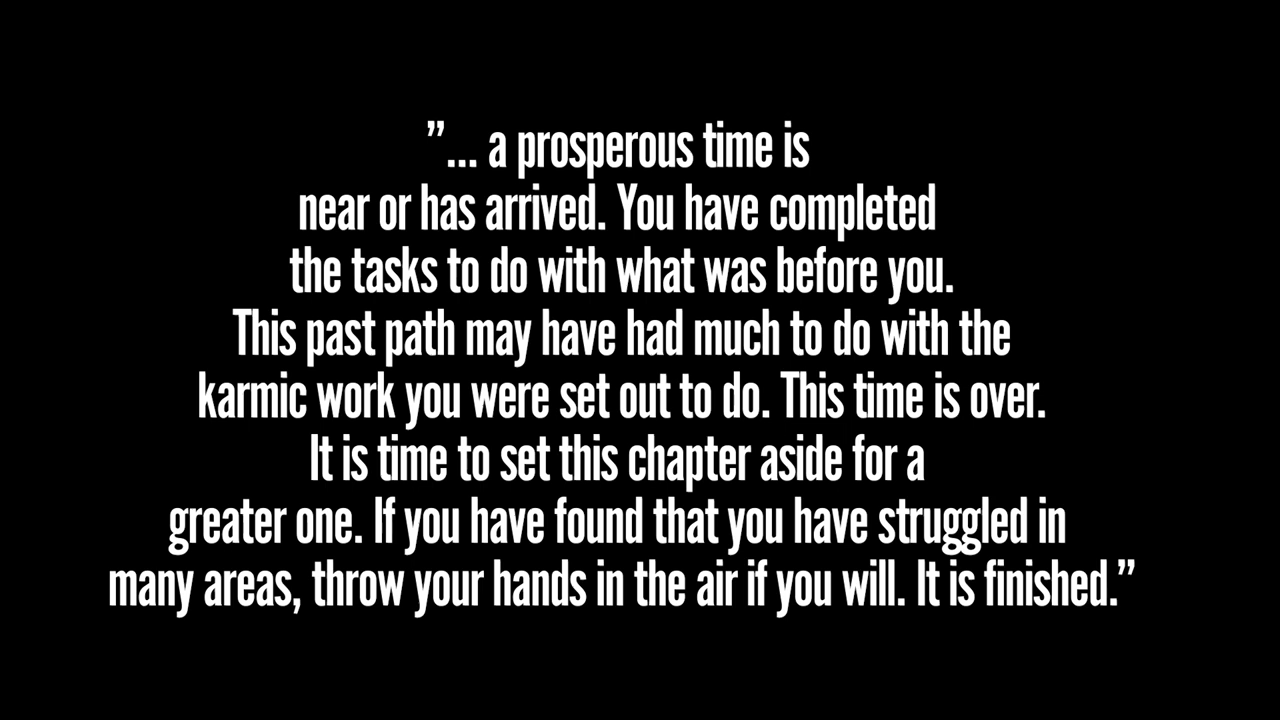 ”... a prosperous time is
near or has arrived. You have completed
the tasks to do with what was before you.
This past path may have had much to do with the
karmic work you were set out to do. This time is over.
It is time to set this chapter aside for a
greater one. If you have found that you have struggled in
many areas, throw your hands in the air if you will. It is finished.”